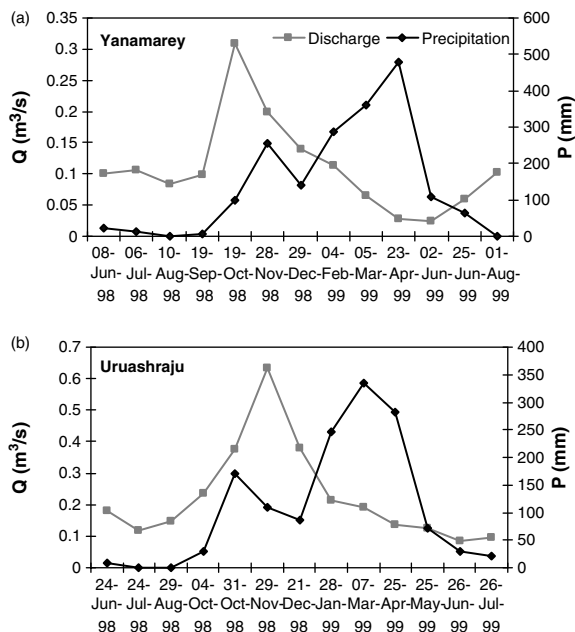 (a)
Yanamarey
Discharge
Precipitation
Q (m³/s)
0.35
0.3
0.25
0.2
0.15
0.1
0.05
0
P (mm)
600
500
400
300
200
100
0
08- 06- 10- 19- 19- 28- 29- 04- 05- 23- 02- 25- 01-
Jun- Jul- Aug- Sep- Oct- Nov- Dec- Feb- Mar- Apr- Jun- Jun- Aug-
98 98 98 98 98 98 98 99 99 99 99 99 99
(b)
Uruashraju
Q (m³/s)
0.7
0.6
0.5
0.4
0.3
0.2
0.1
0
P (mm)
400
350
300
250
200
150
100
50
0
24- 24- 29- 04- 31- 29- 21- 28- 07- 25- 25- 26- 26-
Jun- Jul- Aug- Oct- Oct- Nov- Dec- Jan- Mar- Apr- May- Jun- Jul-
98 98 98 98 98 98 98 99 99 99 99 99 99